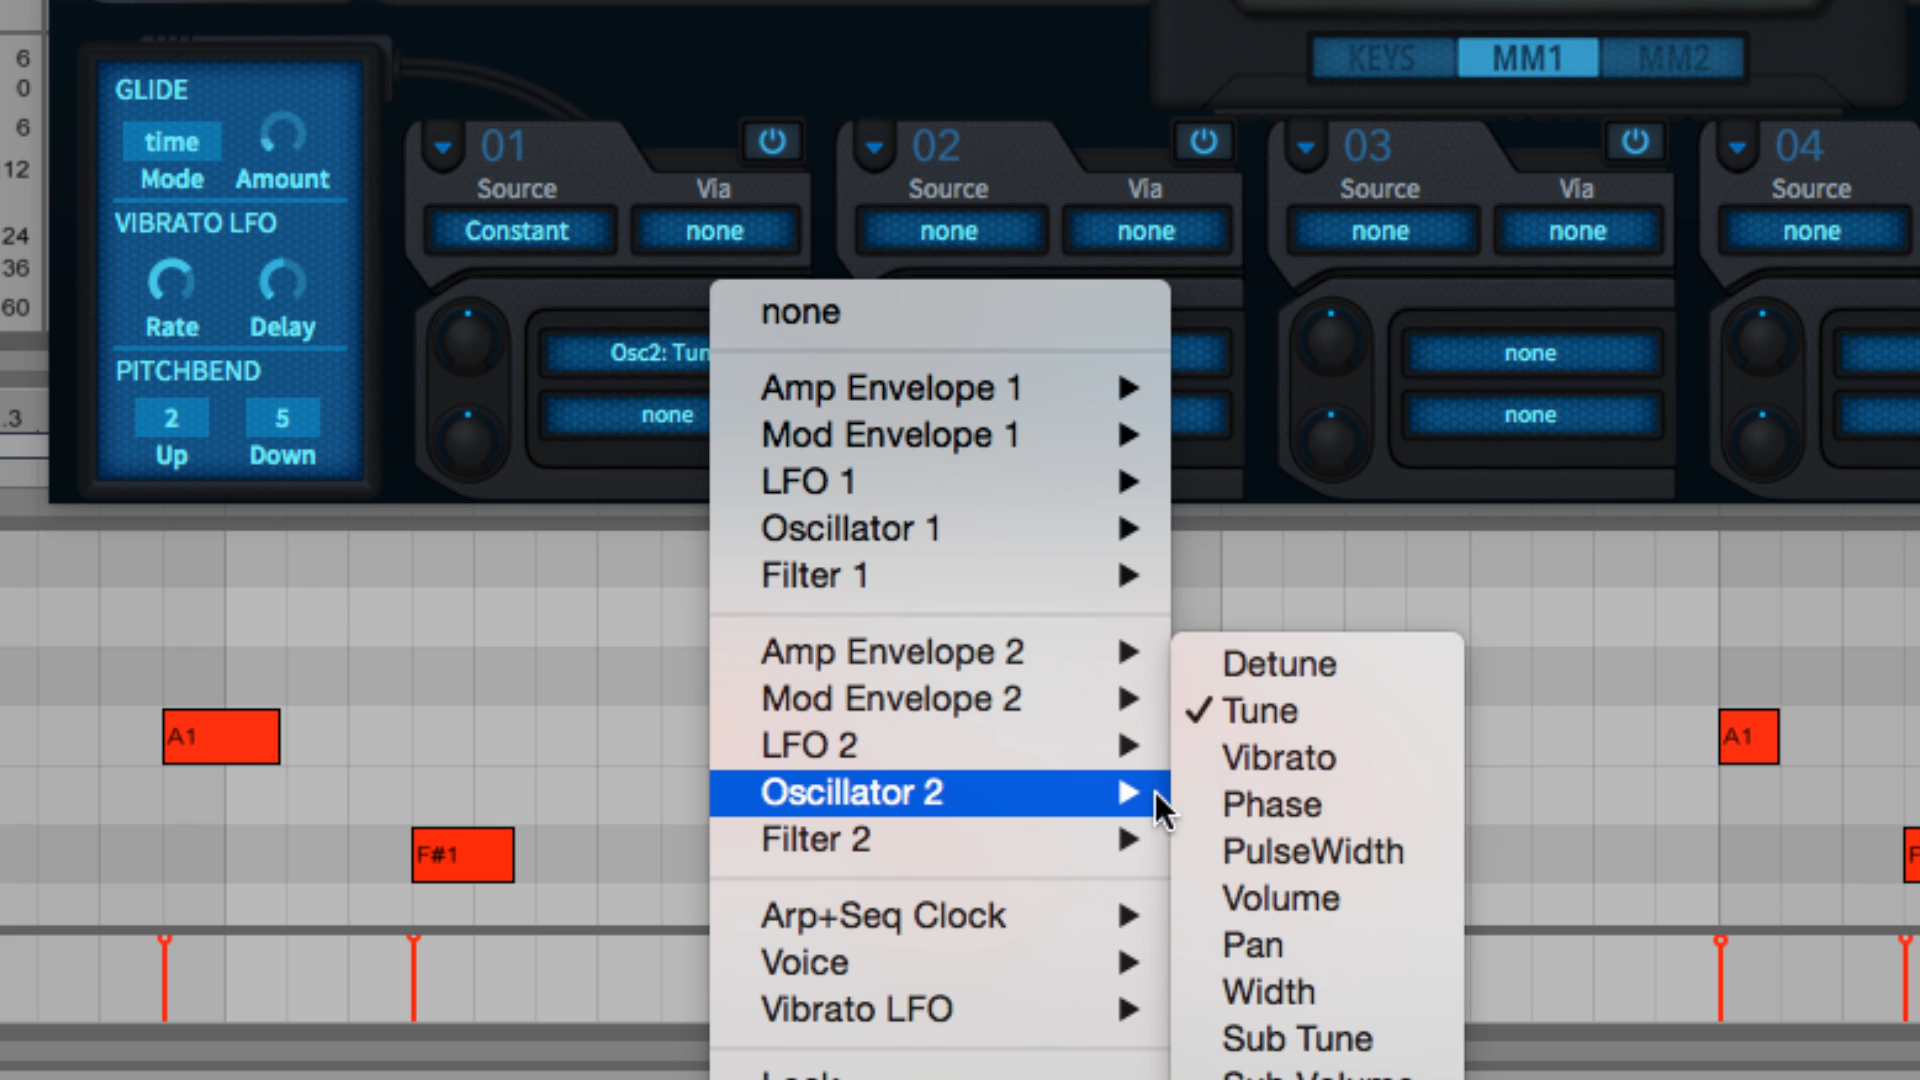 6
0
6
12
24
36
60
.3
GLIDE
time
Mode Amount
VIBRATO LFO
Rate Delay
PITCHBEND
2 5
Up Down
KEYS MM1 MM2
01
Source Via
Constant none
Osc2: Tun
none
02
Source Via
none none
03
Source Via
none none
none
none
04
Source
none
none
Amp Envelope 1
Mod Envelope 1
LFO 1
Oscillator 1
Filter 1
Amp Envelope 2
Mod Envelope 2
LFO 2
Oscillator 2
Filter 2
Arp+Seq Clock
Voice
Vibrato LFO
Detune
Tune
Vibrato
Phase
PulseWidth
Volume
Pan
Width
Sub Tune
Sub Volume
A1
F#1
A1
F